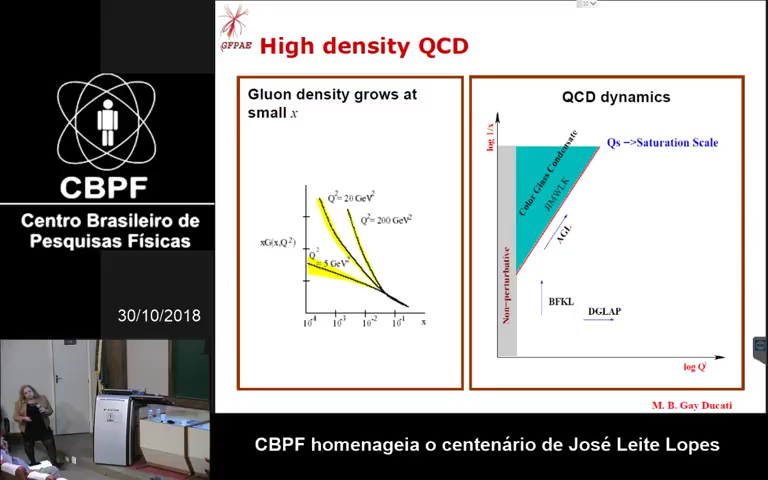 GFPAE
High density QCD
Gluon density grows at
small x
Q²= 20 GeV²
Q²= 200 GeV²
xG(x,Q²)
Q²
= 5 GeV²
10⁻⁴ 10⁻³ 10⁻² 10⁻¹ x
QCD dynamics
log 1/x
Qs −>Saturation Scale
Color Glass Condensate
JIMWLK
AGL
Non-perturbative
BFKL
DGLAP
M. B. Gay Ducati
CBPF
Centro Brasileiro de
Pesquisas Físicas
30/10/2018
CBPF homenageia o centenário de José Leite Lopes